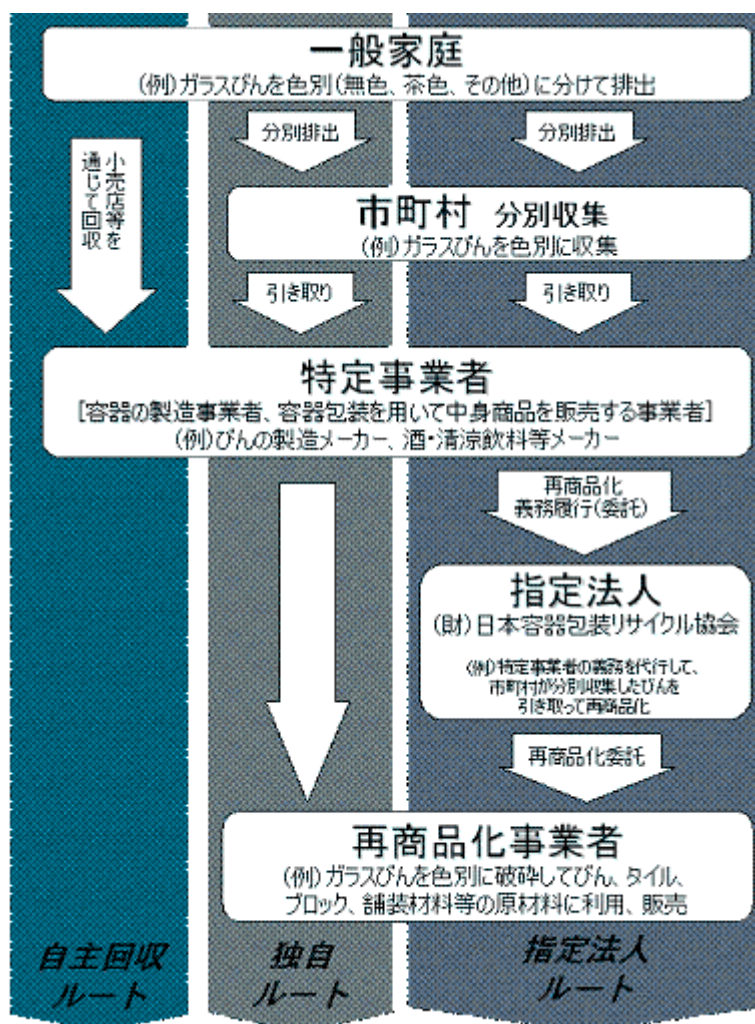 一般家庭
(例)ガラスびんを色別(無色、茶色、その他)に分けて排出
小売店等を
通じて回収
分別排出
分別排出
市町村 分別収集
(例)ガラスびんを色別に収集
引き取り
引き取り
特定事業者
[容器の製造事業者、容器包装を用いて中身商品を販売する事業者]
(例)びんの製造メーカー、酒・清涼飲料等メーカー
再商品化
義務履行(委託)
指定法人
(財)日本容器包装リサイクル協会
(例)特定事業者の義務を代行して、
市町村が分別収集したびんを
引き取って再商品化
再商品化委託
再商品化事業者
(例)ガラスびんを色別に破砕してびん、タイル、
ブロック、舗装材料等の原材料に利用、販売
自主回収
ルート
独自
ルート
指定法人
ルート